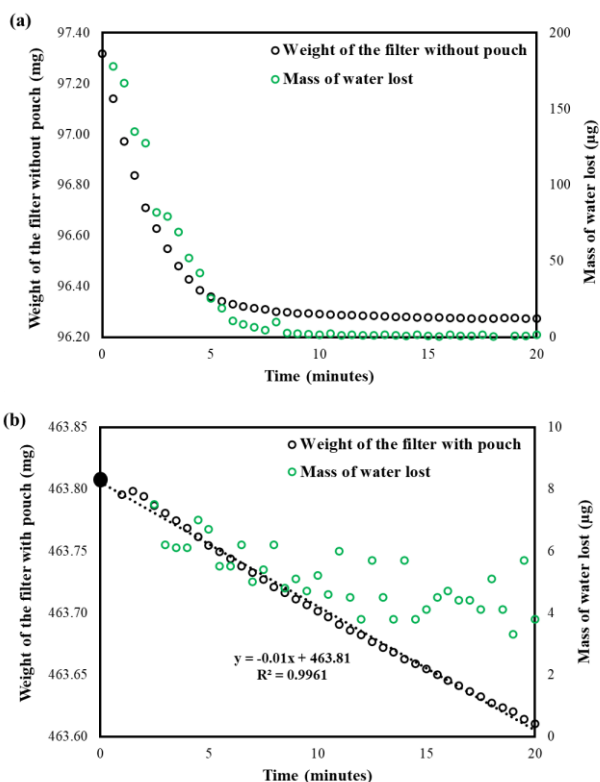 (a)
97.40
97.20
97.00
96.80
96.60
96.40
96.20
Weight of the filter without pouch (mg)
Weight of the filter without pouch
Mass of water lost
200
150
100
50
0
Mass of water lost (µg)
0
5
10
15
20
Time (minutes)
(b)
463.85
463.80
463.75
463.70
463.65
463.60
Weight of the filter with pouch (mg)
Weight of the filter with pouch
Mass of water lost
y = -0.01x + 463.81
R² = 0.9961
10
8
6
4
2
0
Mass of water lost (µg)
0
5
10
15
20
Time (minutes)